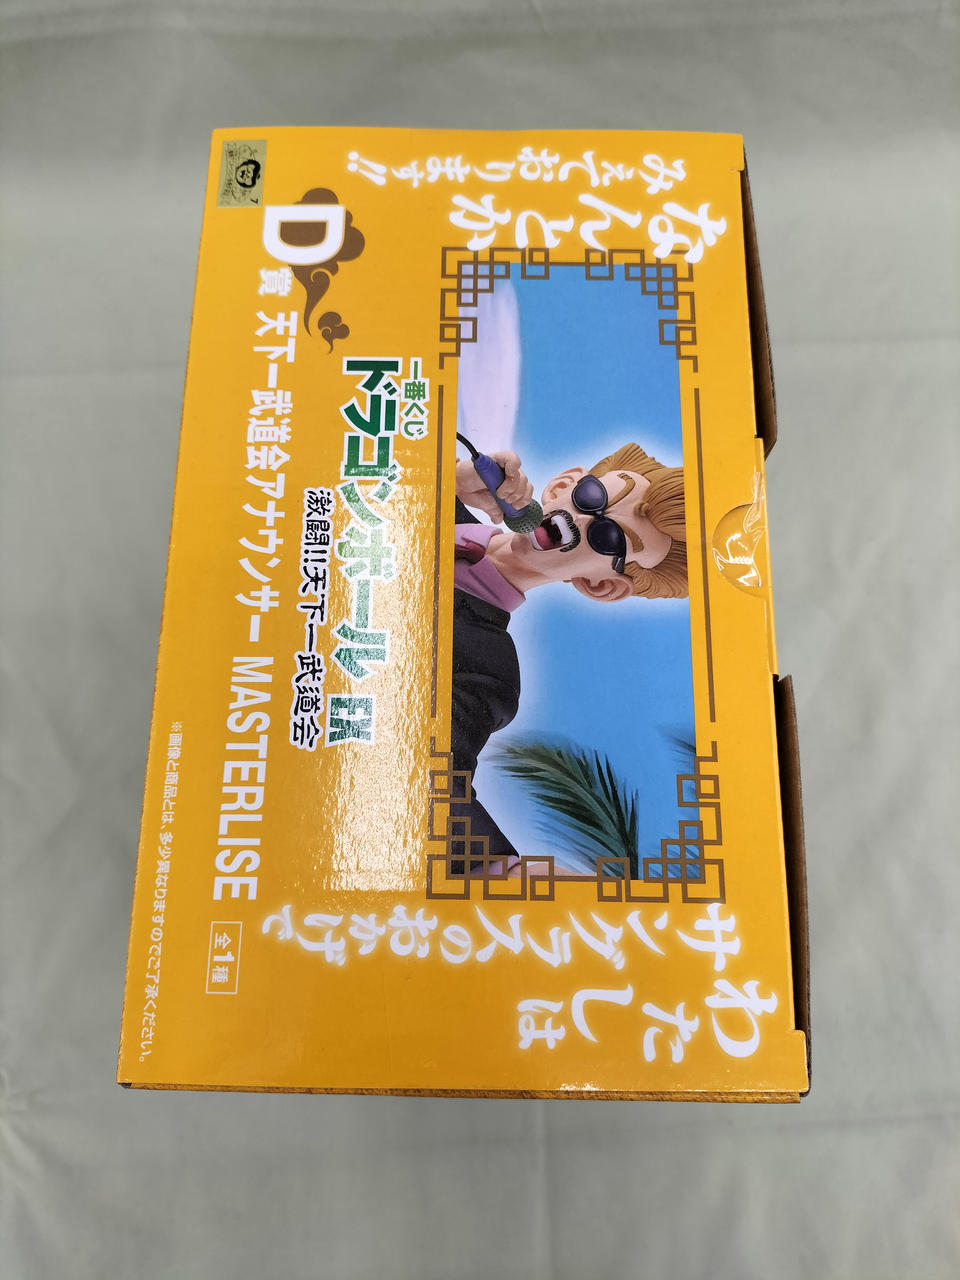 わたしは
サングラスのおかげで
なんとか
みえております!!
一番くじ
ドラゴンボール EX
激闘!!天下一武道会
D賞 天下一武道会アナウンサー MASTERLISE
全1種
※画像と商品とは、多少異なりますのでご了承ください。